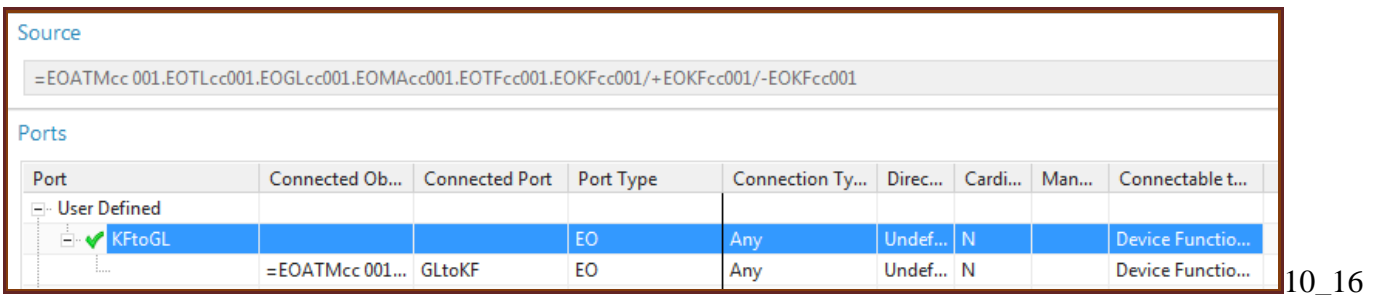 Source
=EOATMcc 001.EOTLcc001.EOGLcc001.EOMAcc001.EOTFcc001.EOKFcc001/+EOKFcc001/-EOKFcc001
Ports
Port Connected Ob... Connected Port Port Type Connection Ty... Direc... Cardi... Man... Connectable t...
User Defined
KFtoGL EO Any Undef... N Device Functio...
=EOATMcc 001... GLtoKF EO Any Undef... N Device Functio...
10_16